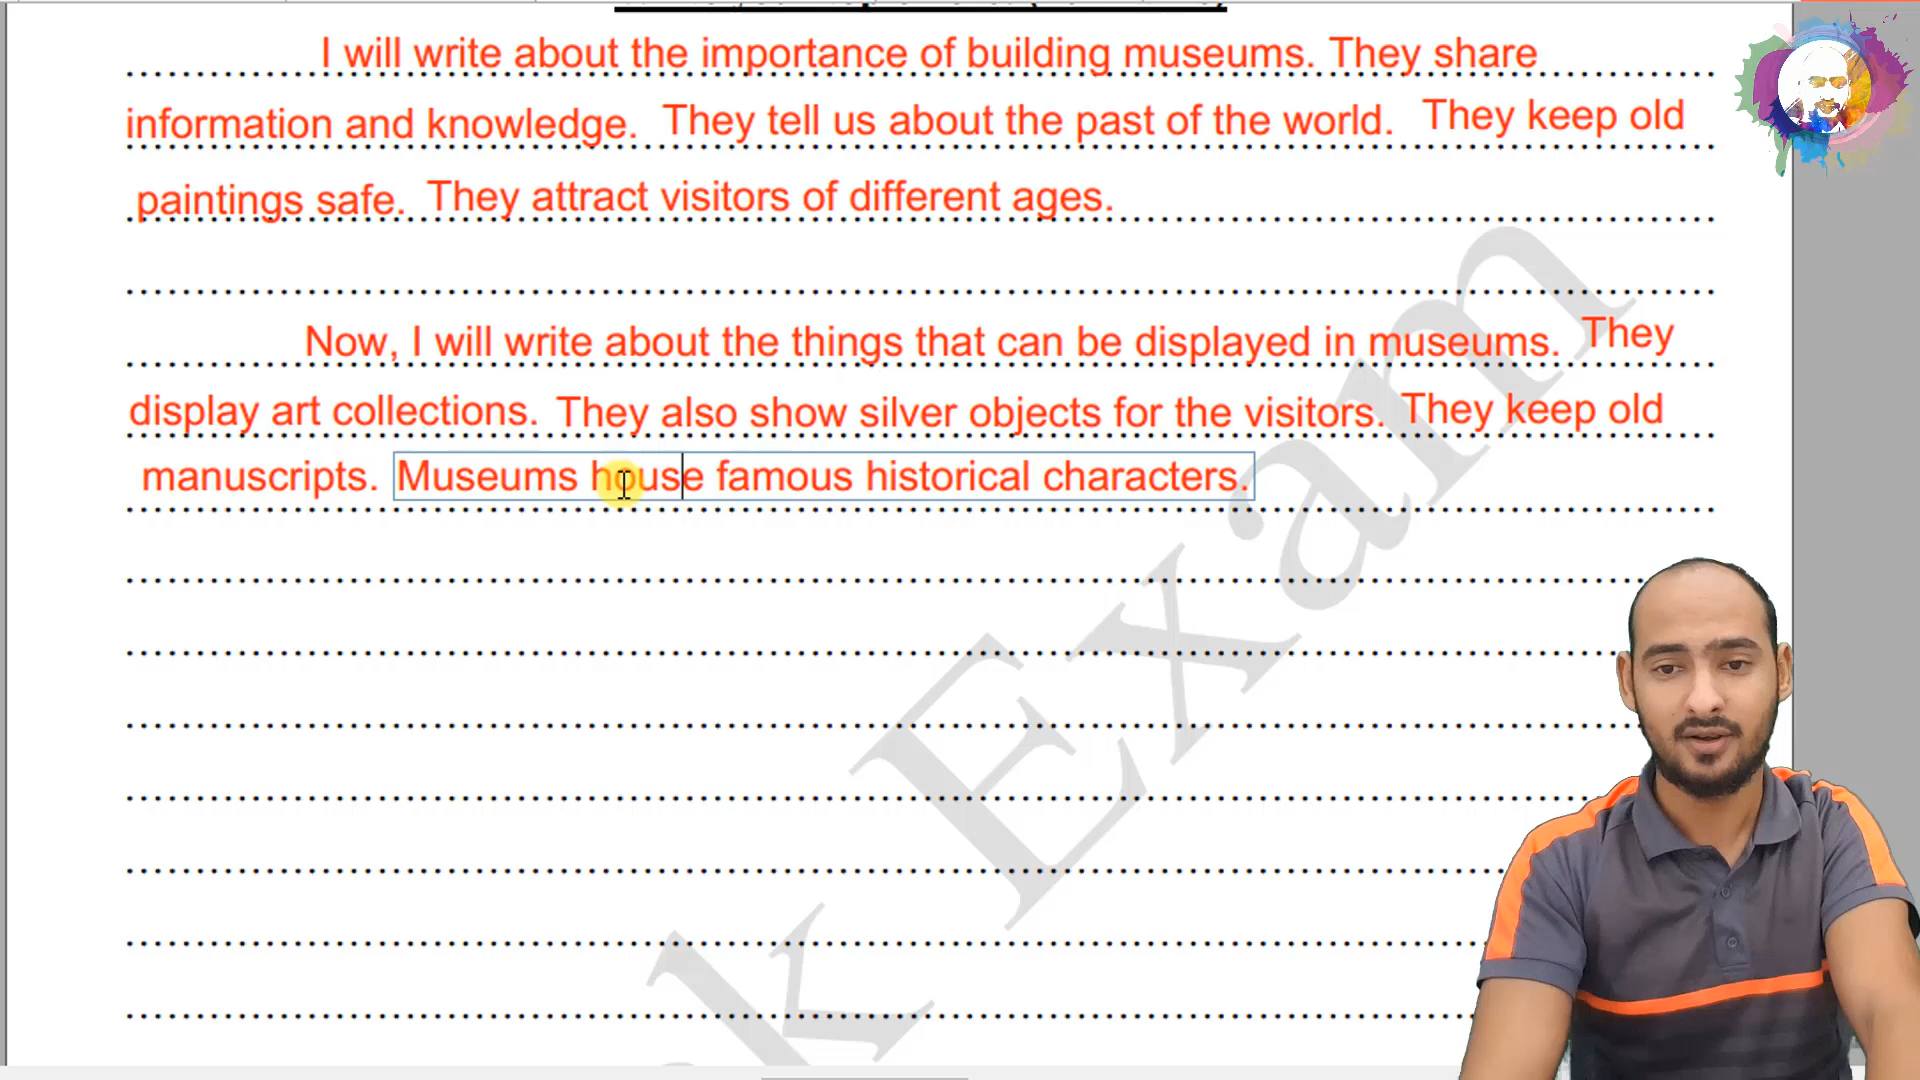 I will write about the importance of building museums. They share
information and knowledge. They tell us about the past of the world. They keep old
paintings safe. They attract visitors of different ages.
Now, I will write about the things that can be displayed in museums. They
display art collections. They also show silver objects for the visitors. They keep old
manuscripts. Museums house famous historical characters.
k Exam